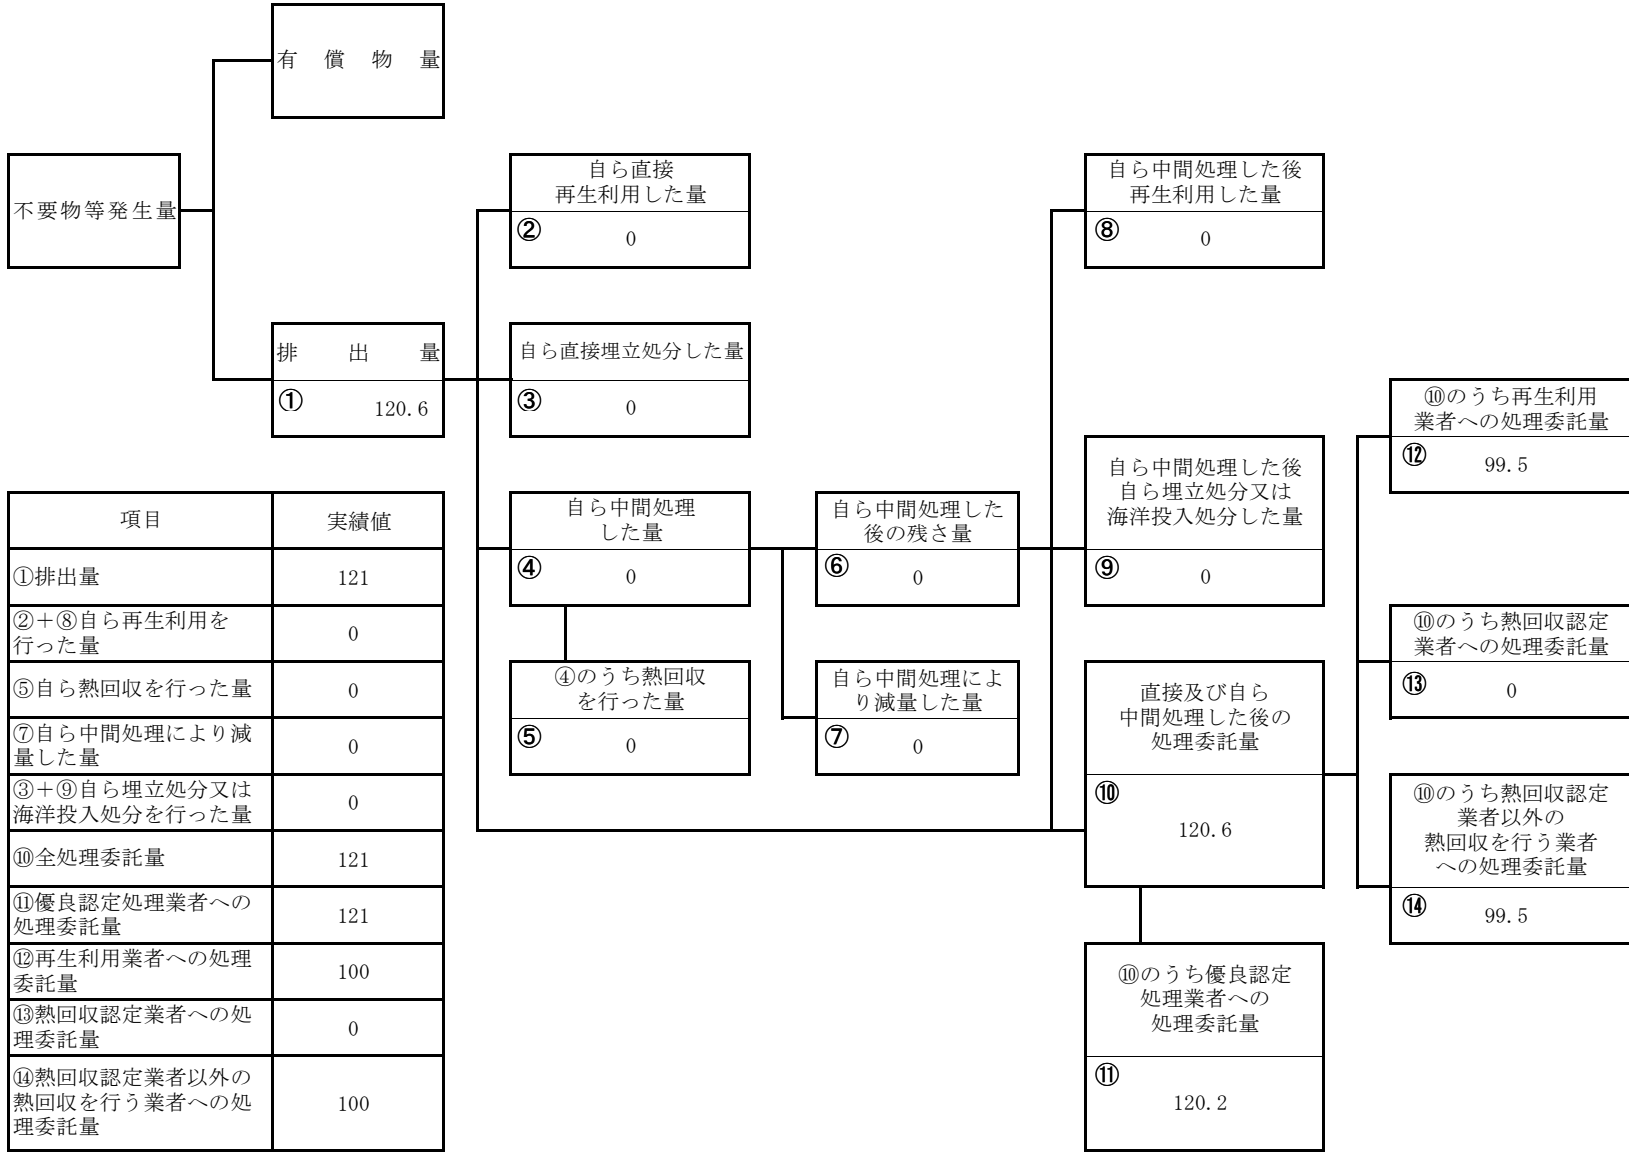 有償物量
不要物等発生量
排出量
① 120.6
自ら直接
再生利用した量
② 0
自ら直接埋立処分した量
③ 0
自ら中間処理
した量
④ 0
④のうち熱回収
を行った量
⑤ 0
自ら中間処理した
後の残さ量
⑥ 0
自ら中間処理によ
り減量した量
⑦ 0
自ら中間処理した後
再生利用した量
⑧ 0
自ら中間処理した後
自ら埋立処分又は
海洋投入処分した量
⑨ 0
直接及び自ら
中間処理した後の
処理委託量
⑩
120.6
⑩のうち優良認定
処理業者への
処理委託量
⑪
120.2
⑩のうち再生利用
業者への処理委託量
⑫ 99.5
⑩のうち熱回収認定
業者への処理委託量
⑬ 0
⑩のうち熱回収認定
業者以外の
熱回収を行う業者
への処理委託量
⑭ 99.5
項目 実績値
①排出量 121
②＋⑧自ら再生利用を
行った量 0
⑤自ら熱回収を行った量 0
⑦自ら中間処理により減
量した量 0
③＋⑨自ら埋立処分又は
海洋投入処分を行った量 0
⑩全処理委託量 121
⑪優良認定処理業者への
処理委託量 121
⑫再生利用業者への処理
委託量 100
⑬熱回収認定業者への処
理委託量 0
⑭熱回収認定業者以外の
熱回収を行う業者への処
理委託量 100